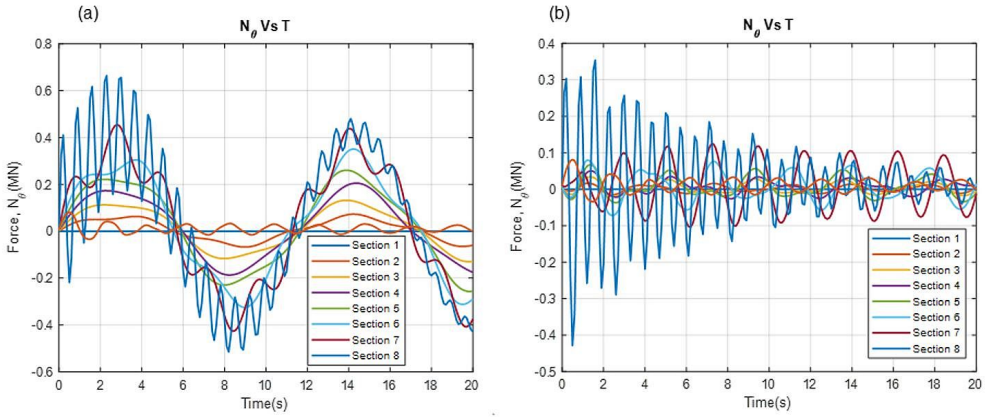 (a)
N_θ Vs T
Force, N_θ(MN)
0.8
0.6
0.4
0.2
0
-0.2
-0.4
-0.6
0 2 4 6 8 10 12 14 16 18 20
Time(s)
Section 1
Section 2
Section 3
Section 4
Section 5
Section 6
Section 7
Section 8
(b)
N_θ Vs T
Force, N_θ(MN)
0.4
0.3
0.2
0.1
0
-0.1
-0.2
-0.3
-0.4
-0.5
0 2 4 6 8 10 12 14 16 18 20
Time(s)
Section 1
Section 2
Section 3
Section 4
Section 5
Section 6
Section 7
Section 8